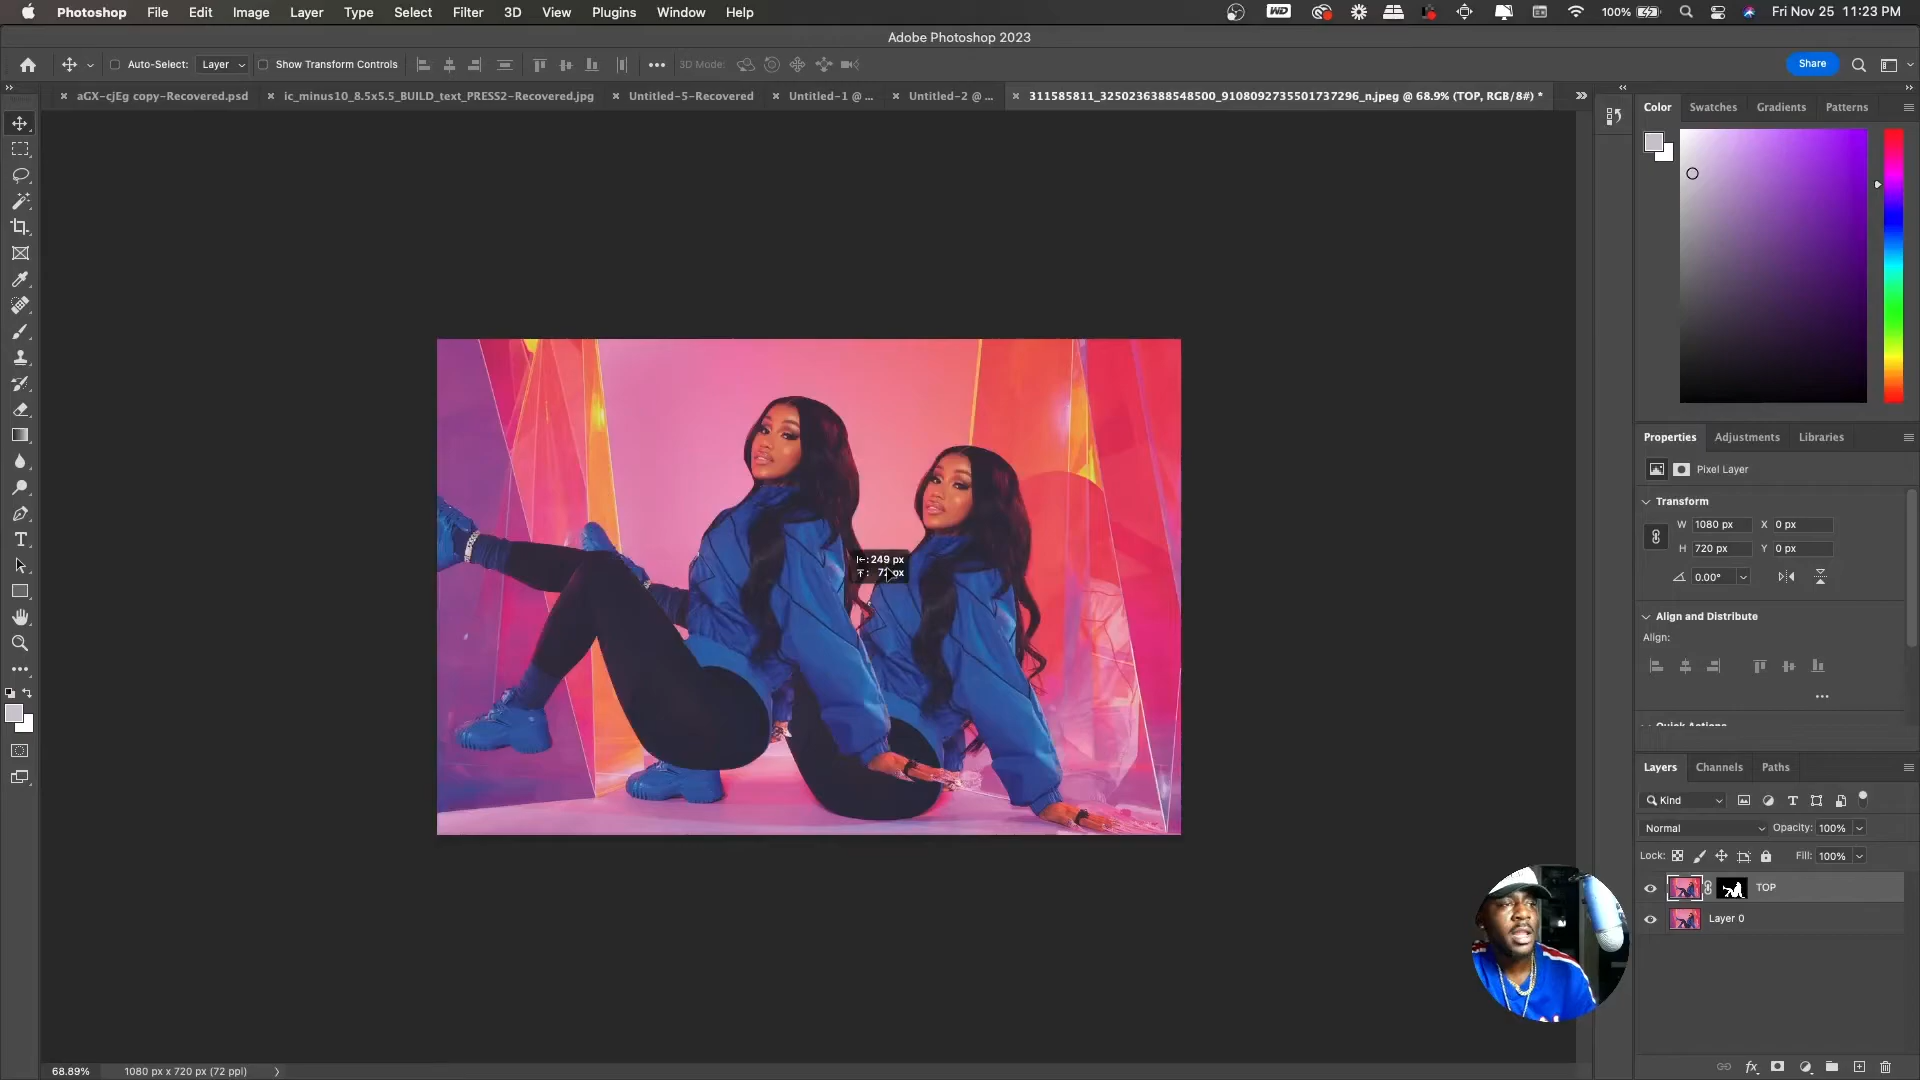 Photoshop File Edit Image Layer Type Select Filter 3D View Plugins Window Help
WD 100% Fri Nov 25 11:23 PM
Adobe Photoshop 2023
Auto-Select: Layer Show Transform Controls 3D Mode: Share
aGX-cjEg copy-Recovered.psd ic_minus10_8.5x5.5_BUILD_text_PRESS2-Recovered.jpg Untitled-5-Recovered Untitled-1 @ ... Untitled-2 @ ... 311585811_3250236388548500_9108092735501737296_n.jpeg @ 68.9% (TOP, RGB/8#) *
Color Swatches Gradients Patterns
Properties Adjustments Libraries
Pixel Layer
Transform
W 1080 px X 0 px
H 720 px Y 0 px
0.00°
Align and Distribute
Align:
Quick Actions
249 px
px
Layers Channels Paths
Kind
Normal Opacity: 100%
Lock: Fill: 100%
TOP
Layer 0
fx
68.89% 1080 px x 720 px (72 ppi)